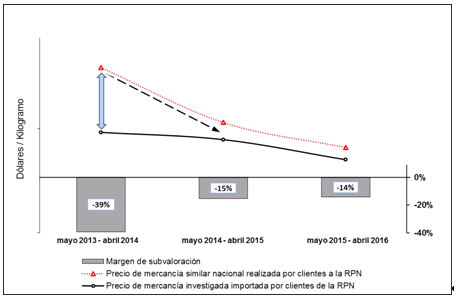 Dólares / Kilogramo
0%
-20%
-40%
-39%
-15%
-14%
mayo 2013 - abril 2014
mayo 2014 - abril 2015
mayo 2015 - abril 2016
Margen de subvaloración
Precio de mercancía similar nacional realizada por clientes a la RPN
Precio de mercancía investigada importada por clientes de la RPN